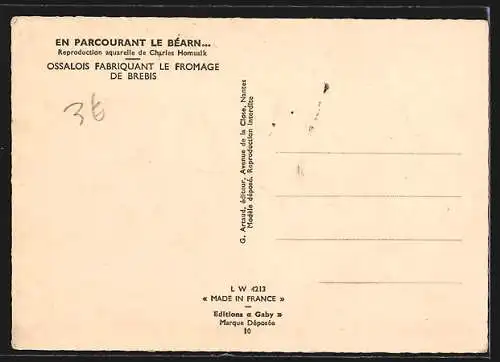 EN PARCOURANT LE BÉARN...
Reproduction aquarelle de Charles Homualk
OSSALOIS FABRIQUANT LE FROMAGE
DE BREBIS
3€
G. Artaud, éditeur, Avenue de la Close, Nantes
Modèle déposé. Reproduction interdite
L W 4213
« MADE IN FRANCE »
Editions « Gaby »
Marque Déposée
10